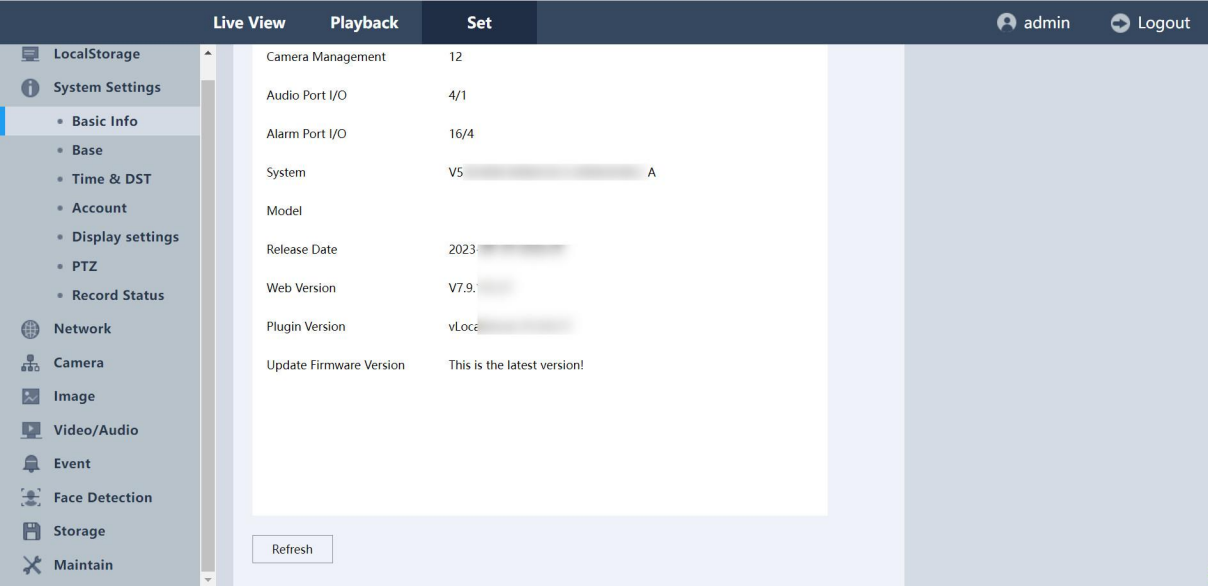 Live View Playback Set admin Logout
LocalStorage
System Settings
Basic Info
Base
Time & DST
Account
Display settings
PTZ
Record Status
Network
Camera
Image
Video/Audio
Event
Face Detection
Storage
Maintain
Camera Management 12
Audio Port I/O 4/1
Alarm Port I/O 16/4
System V5 A
Model
Release Date 2023-
Web Version V7.9.
Plugin Version vLoca
Update Firmware Version This is the latest version!
Refresh